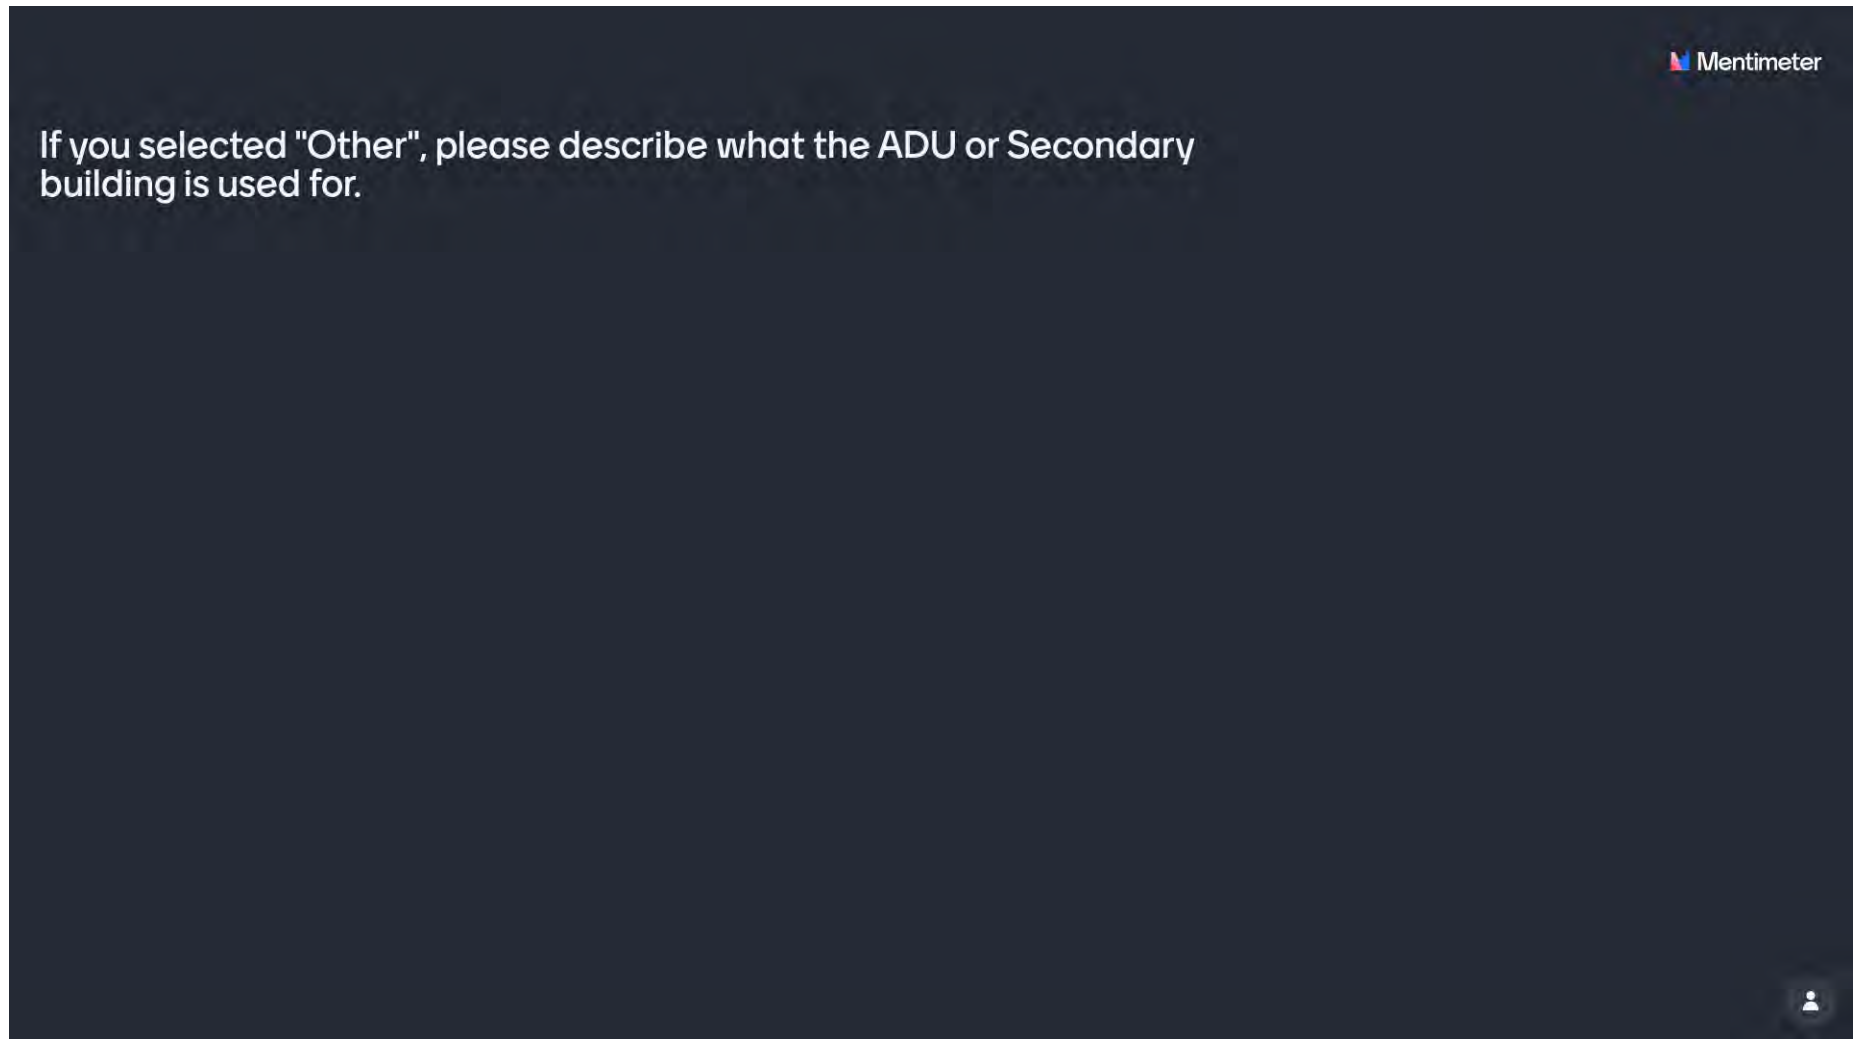 Mentimeter
If you selected "Other", please describe what the ADU or Secondary
building is used for.